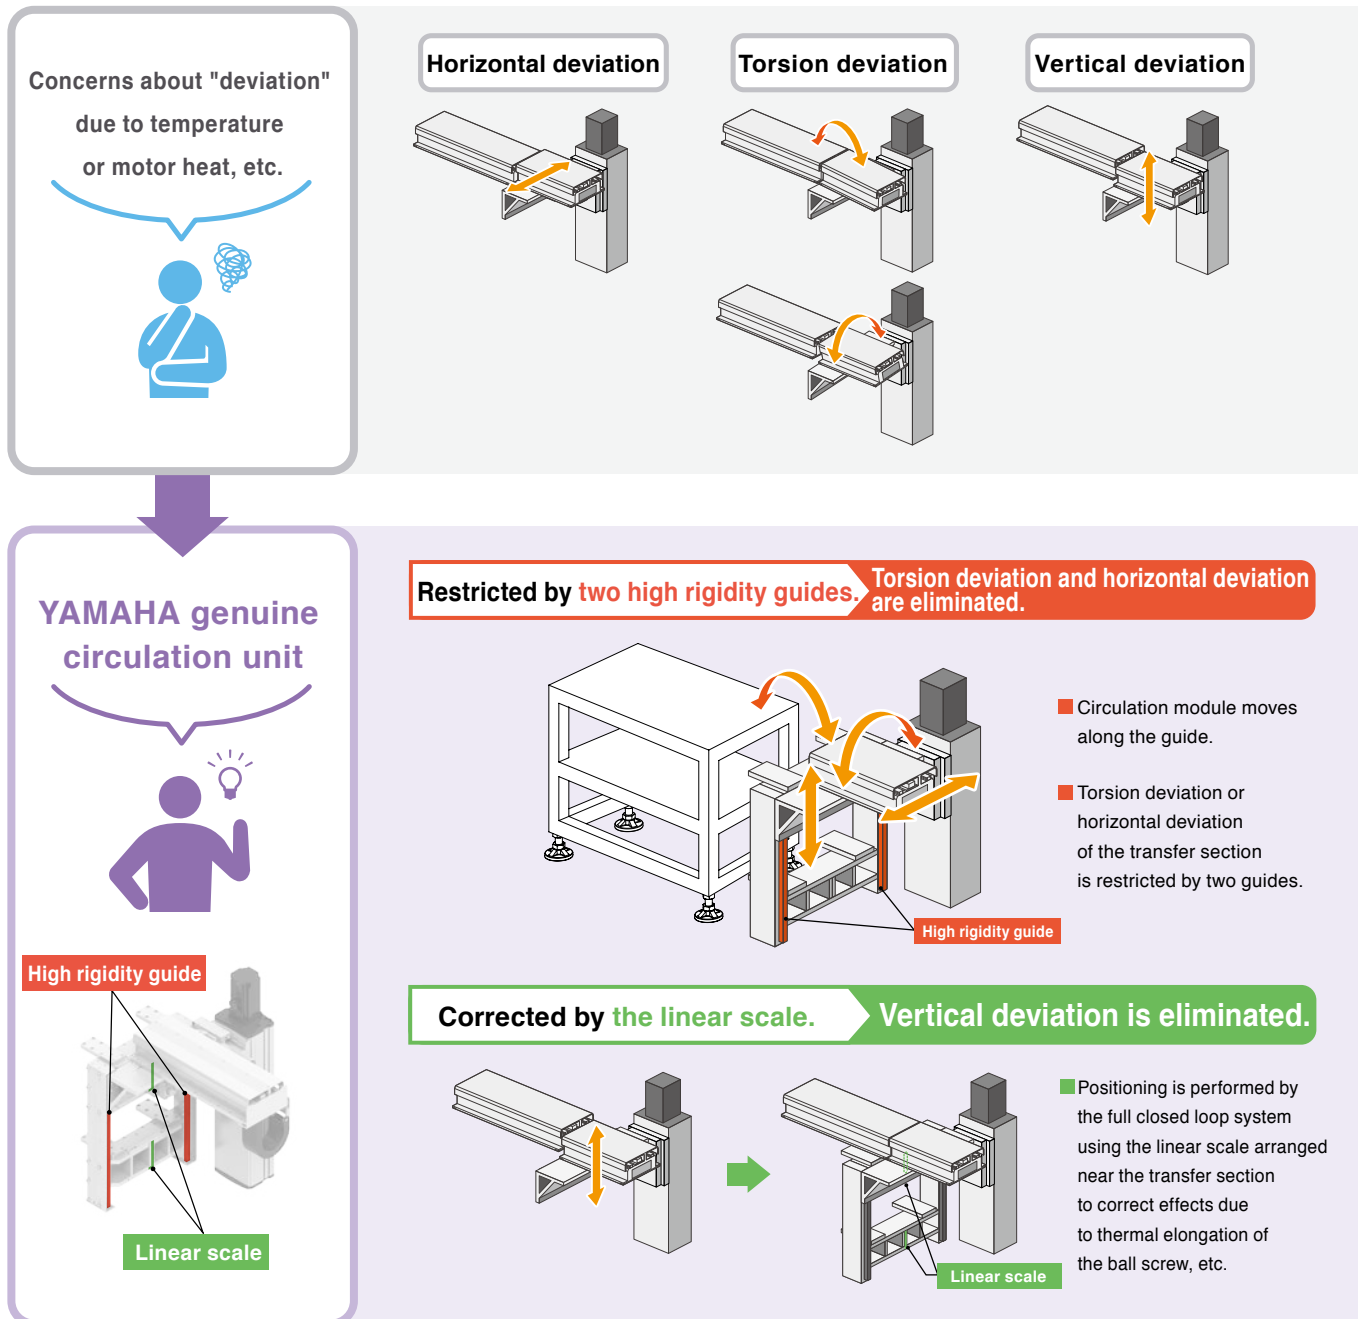 Concerns about "deviation"
due to temperature
or motor heat, etc.
Horizontal deviation
Torsion deviation
Vertical deviation
YAMAHA genuine
circulation unit
High rigidity guide
Linear scale
Restricted by two high rigidity guides.
Torsion deviation and horizontal deviation
are eliminated.
Circulation module moves
along the guide.
Torsion deviation or
horizontal deviation
of the transfer section
is restricted by two guides.
High rigidity guide
Corrected by the linear scale.
Vertical deviation is eliminated.
Positioning is performed by
the full closed loop system
using the linear scale arranged
near the transfer section
to correct effects due
to thermal elongation of
the ball screw, etc.
Linear scale